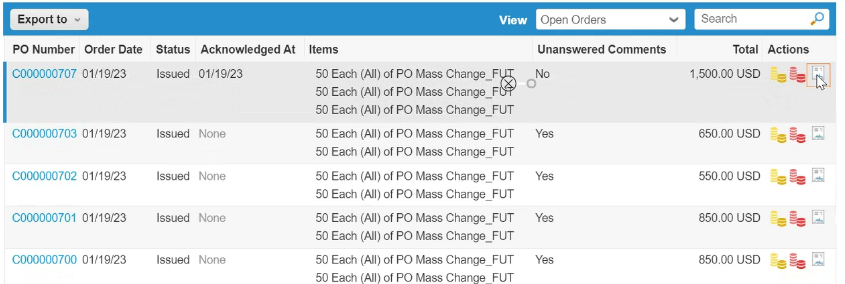 Export to View Open Orders Search
PO Number Order Date Status Acknowledged At Items Unanswered Comments Total Actions
C000000707 01/19/23 Issued 01/19/23 50 Each (All) of PO Mass Change_FUT No 1,500.00 USD
50 Each (All) of PO Mass Change_FUT
50 Each (All) of PO Mass Change_FUT
C000000703 01/19/23 Issued None 50 Each (All) of PO Mass Change_FUT Yes 650.00 USD
50 Each (All) of PO Mass Change_FUT
C000000702 01/19/23 Issued None 50 Each (All) of PO Mass Change_FUT Yes 550.00 USD
50 Each (All) of PO Mass Change_FUT
C000000701 01/19/23 Issued None 50 Each (All) of PO Mass Change_FUT Yes 850.00 USD
50 Each (All) of PO Mass Change_FUT
C000000700 01/19/23 Issued None 50 Each (All) of PO Mass Change_FUT Yes 850.00 USD
50 Each (All) of PO Mass Change_FUT